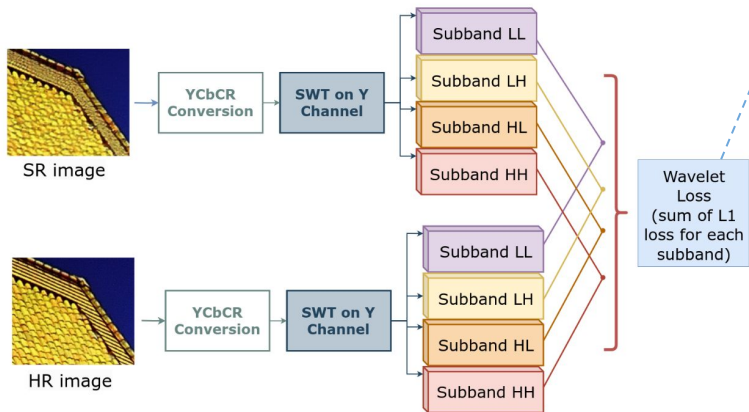 SR image
YCbCR
Conversion
SWT on Y
Channel
Subband LL
Subband LH
Subband HL
Subband HH
HR image
YCbCR
Conversion
SWT on Y
Channel
Subband LL
Subband LH
Subband HL
Subband HH
Wavelet
Loss
(sum of L1
loss for each
subband)